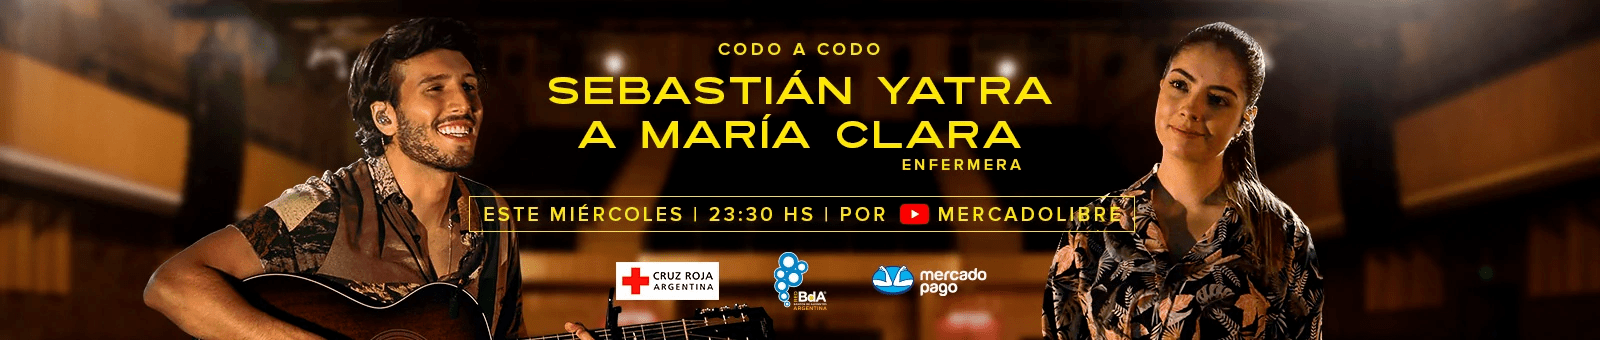 CODO A CODO
SEBASTIÁN YATRA
A MARÍA CLARA
ENFERMERA
ESTE MIÉRCOLES | 23:30 HS | POR MERCADOLIBRE |
CRUZ ROJA
ARGENTINA
BdA
ARGENTINA
mercado
pago